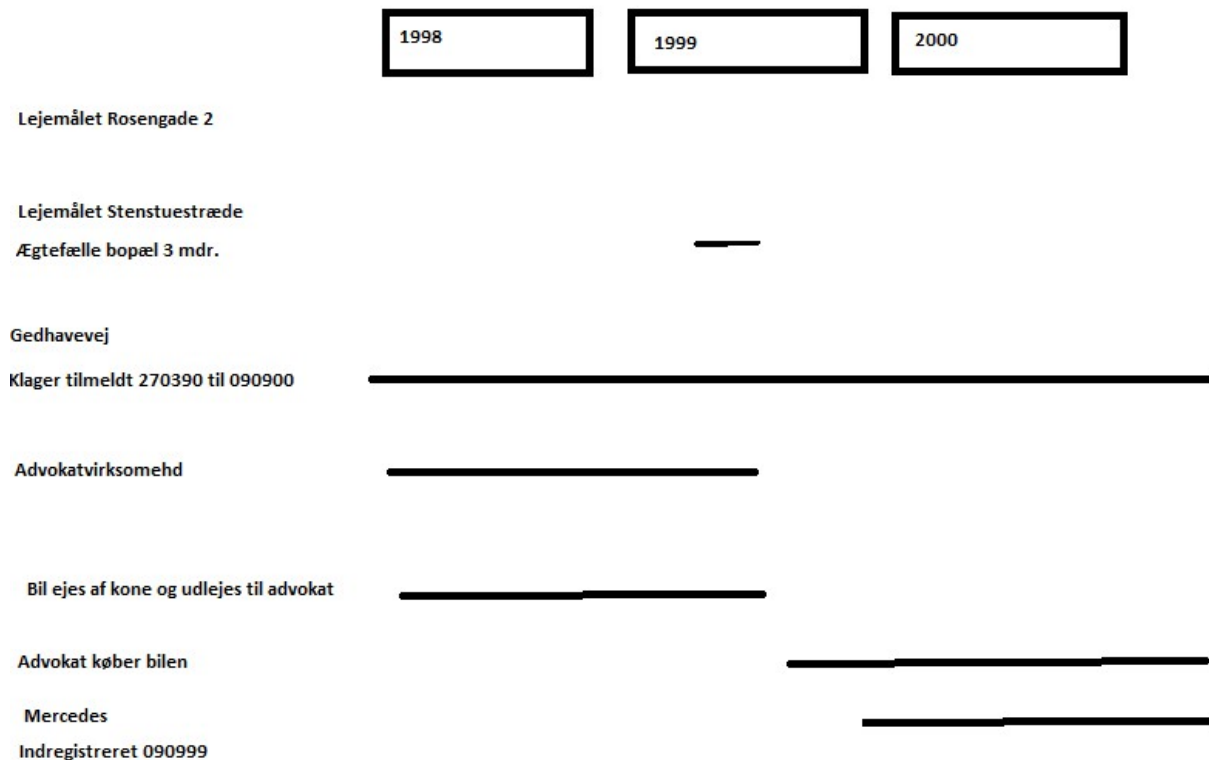 1998 1999 2000
Lejemålet Rosengade 2
Lejemålet Stenstuestræde
Ægtefælle bopæl 3 mdr.
Gedhavevej
Klager tilmeldt 270390 til 090900
Advokatvirksomehd
Bil ejes af kone og udlejes til advokat
Advokat køber bilen
Mercedes
Indregistreret 090999